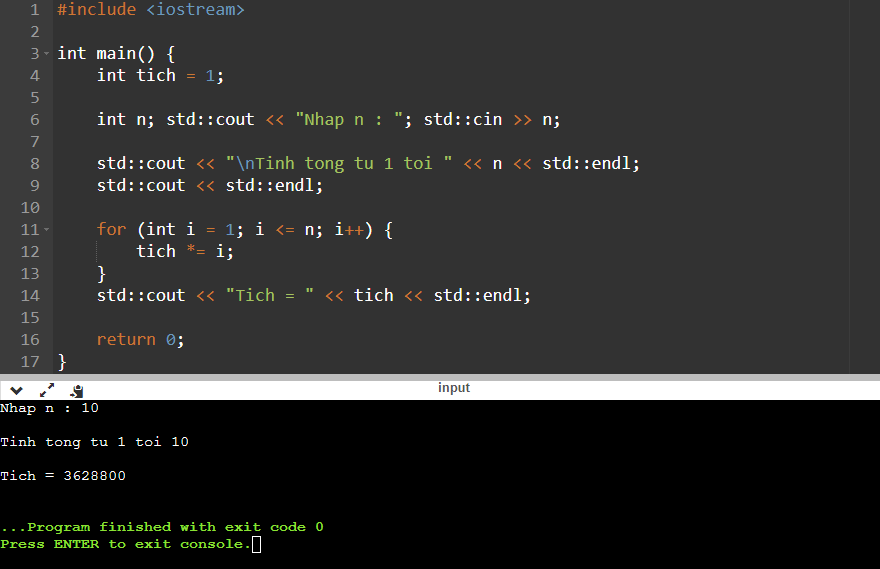 1 #include <iostream>
2
3 int main() {
4     int tich = 1;
5
6     int n; std::cout << "Nhap n : "; std::cin >> n;
7
8     std::cout << "\nTinh tong tu 1 toi " << n << std::endl;
9     std::cout << std::endl;
10
11     for (int i = 1; i <= n; i++) {
12         tich *= i;
13     }
14     std::cout << "Tich = " << tich << std::endl;
15
16     return 0;
17 }
input
Nhap n : 10
Tinh tong tu 1 toi 10
Tich = 3628800
...Program finished with exit code 0
Press ENTER to exit console.